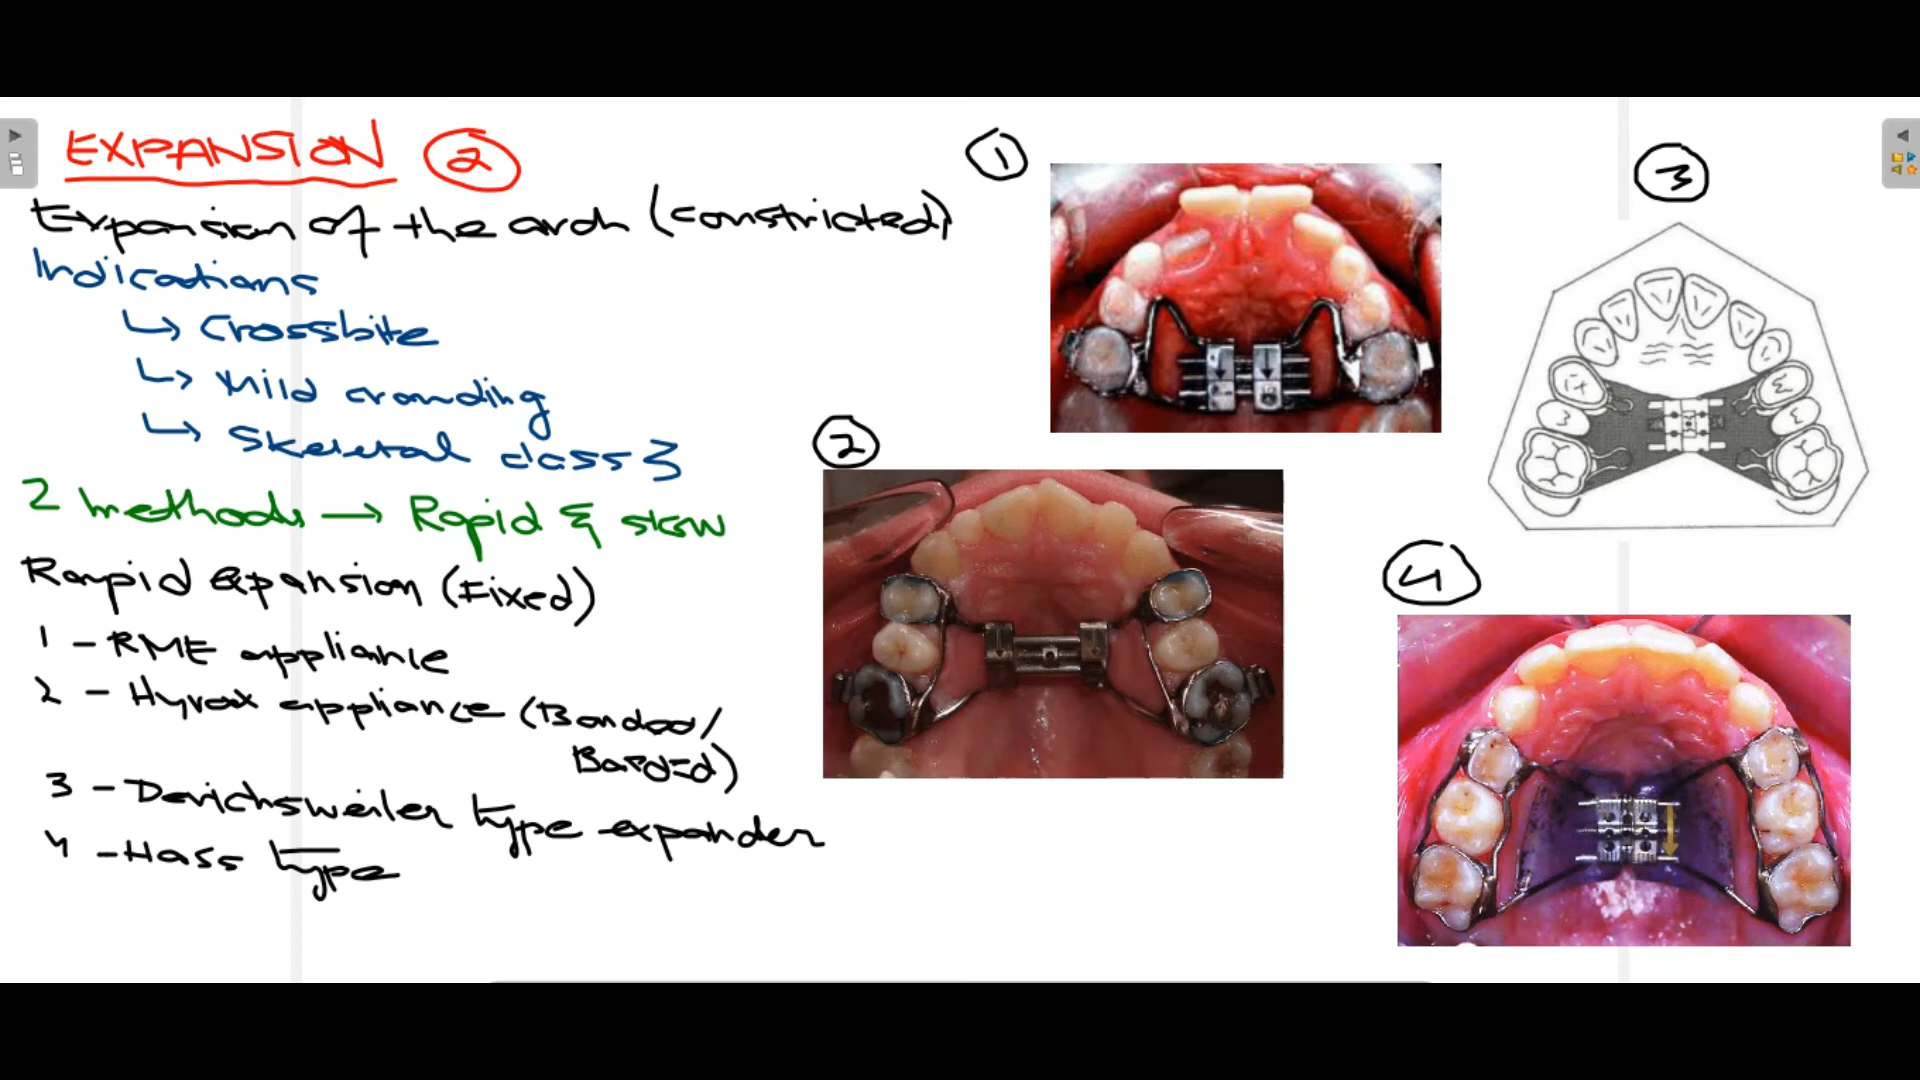 EXPANSION 2
Expansion of the arch (constricted)
Indications
↳ Crossbite
↳ Mild crowding
↳ Skeletal class 3
2 methods → Rapid & slow
Rapid expansion (Fixed)
1 - RME appliance
2 - Hyrax appliance (Bonded/
Banded)
3 - Derichsweiler type expander
4 - Hass type
1
2
3
4